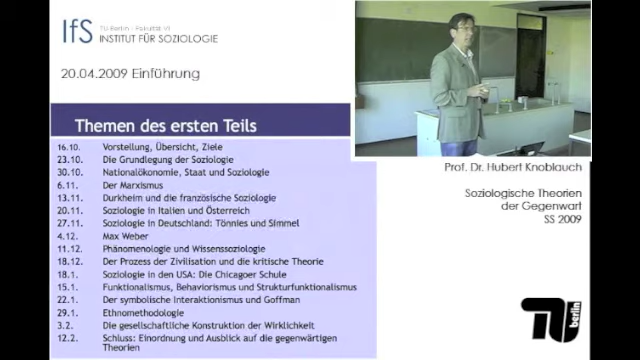 IfS
TU Berlin - Fakultät VI
INSTITUT FÜR SOZIOLOGIE
20.04.2009 Einführung
Themen des ersten Teils
16.10. Vorstellung, Übersicht, Ziele
23.10. Die Grundlegung der Soziologie
30.10. Nationalökonomie, Staat und Soziologie
6.11. Der Marxismus
13.11. Durkheim und die französische Soziologie
20.11. Soziologie in Italien und Österreich
27.11. Soziologie in Deutschland: Tönnies und Simmel
4.12. Max Weber
11.12. Phänomenologie und Wissenssoziologie
18.12. Der Prozess der Zivilisation und die kritische Theorie
18.1. Soziologie in den USA: Die Chicagoer Schule
15.1. Funktionalismus, Behaviorismus und Strukturfunktionalismus
22.1. Der symbolische Interaktionismus und Goffman
29.1. Ethnomethodologie
3.2. Die gesellschaftliche Konstruktion der Wirklichkeit
12.2. Schluss: Einordnung und Ausblick auf die gegenwärtigen
Theorien
Prof. Dr. Hubert Knoblauch
Soziologische Theorien
der Gegenwart
SS 2009
TU
berlin